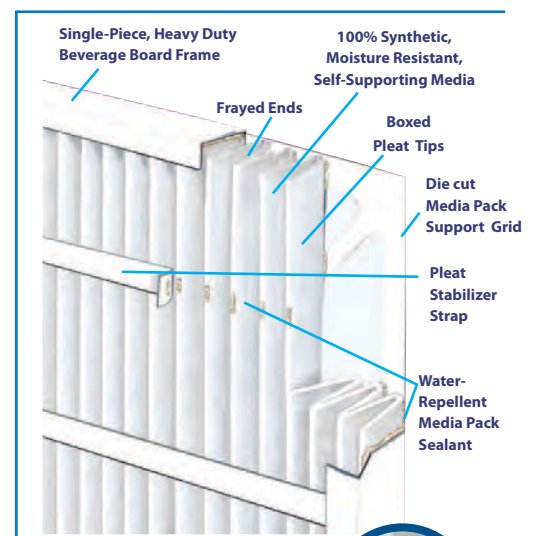 Single-Piece, Heavy Duty
Beverage Board Frame
100% Synthetic,
Moisture Resistant,
Self-Supporting Media
Frayed Ends
Boxed
Pleat Tips
Die cut
Media Pack
Support Grid
Pleat
Stabilizer
Strap
Water-
Repellent
Media Pack
Sealant